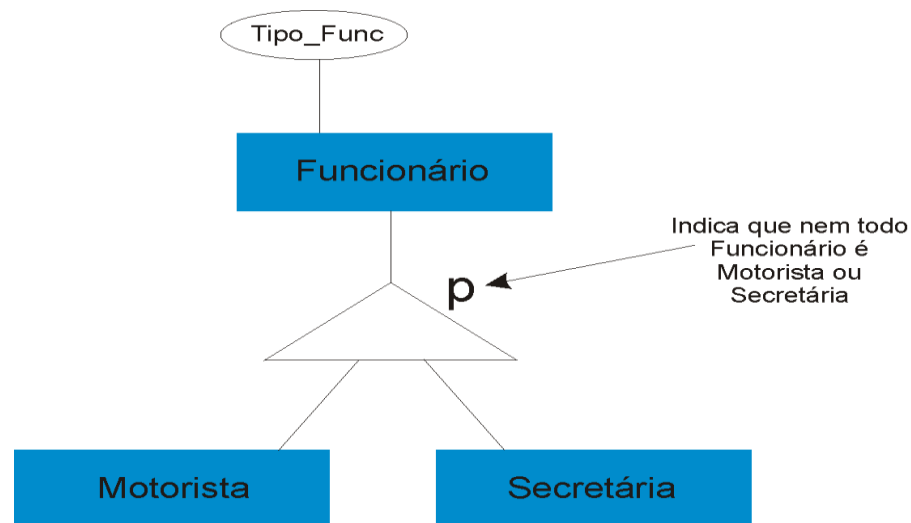 Tipo_Func
Funcionário
Indica que nem todo
Funcionário é
Motorista ou
Secretária
p
Motorista
Secretária